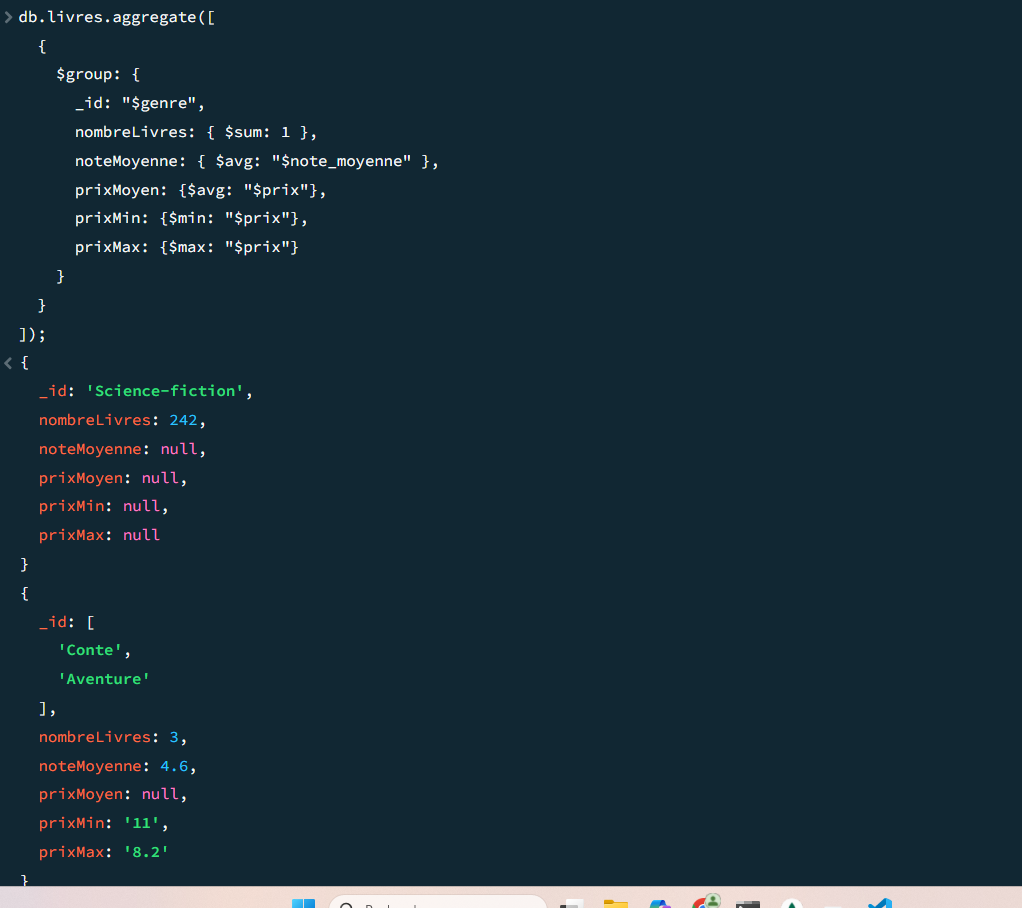 db.livres.aggregate([
{
$group: {
_id: "$genre",
nombreLivres: { $sum: 1 },
noteMoyenne: { $avg: "$note_moyenne" },
prixMoyen: {$avg: "$prix"},
prixMin: {$min: "$prix"},
prixMax: {$max: "$prix"}
}
}
]);
{
_id: 'Science-fiction',
nombreLivres: 242,
noteMoyenne: null,
prixMoyen: null,
prixMin: null,
prixMax: null
}
{
_id: [
'Conte',
'Aventure'
],
nombreLivres: 3,
noteMoyenne: 4.6,
prixMoyen: null,
prixMin: '11',
prixMax: '8.2'
}